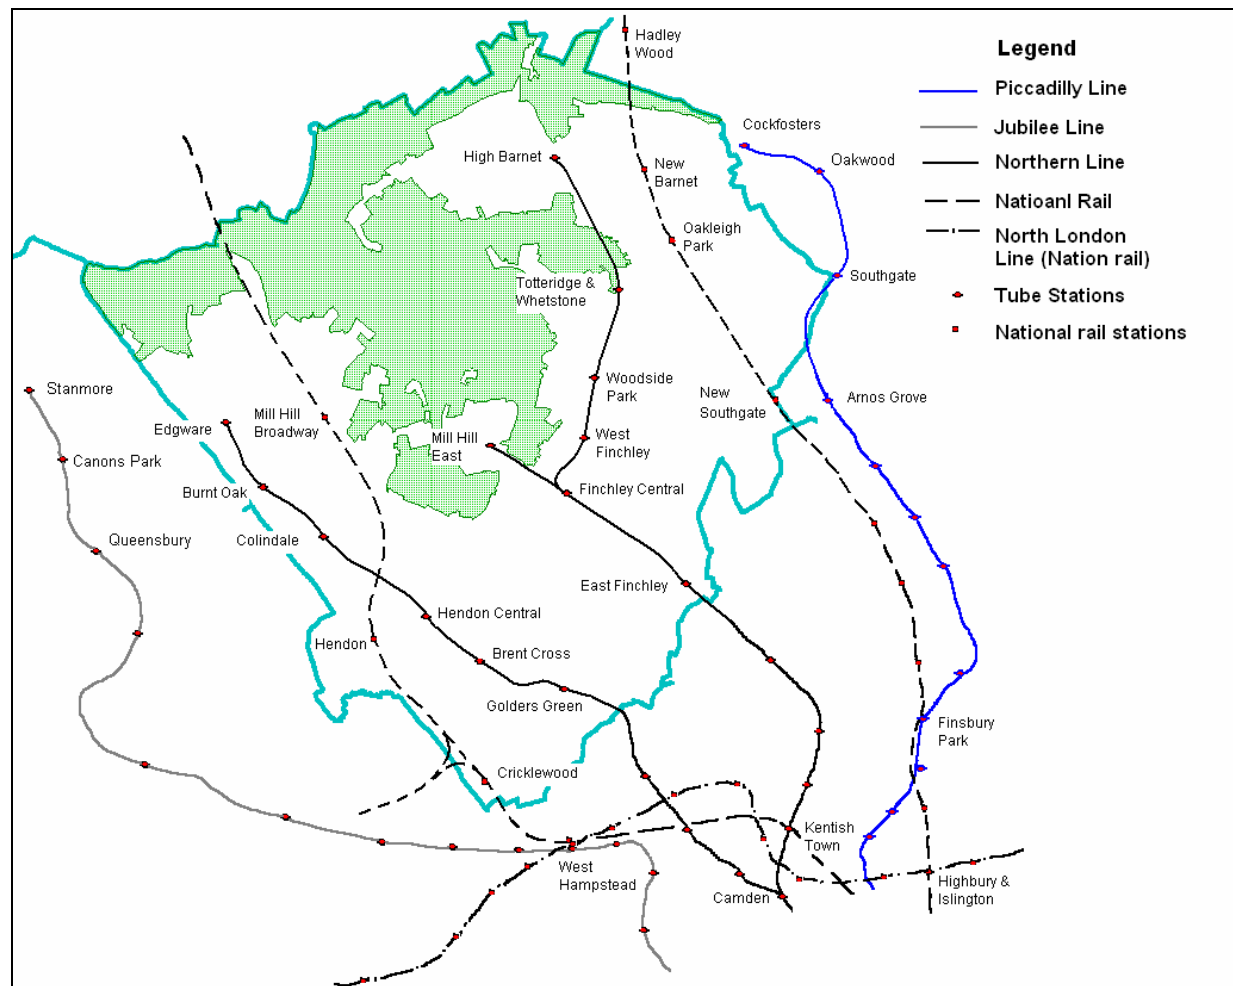 Hadley
Wood
Legend
Piccadilly Line
Jubilee Line
Northern Line
Natioanl Rail
North London
Line (Nation rail)
Tube Stations
National rail stations
Cockfosters
Oakwood
High Barnet
New
Barnet
Oakleigh
Park
Southgate
Totteridge &
Whetstone
Stanmore
Woodside
Park
New
Southgate
Arnos Grove
Edgware
Mill Hill
Broadway
Mill Hill
East
West
Finchley
Canons Park
Burnt Oak
Finchley Central
Queensbury
Colindale
East Finchley
Hendon Central
Hendon
Brent Cross
Golders Green
Finsbury
Park
Cricklewood
Kentish
Town
West
Hampstead
Camden
Highbury &
Islington